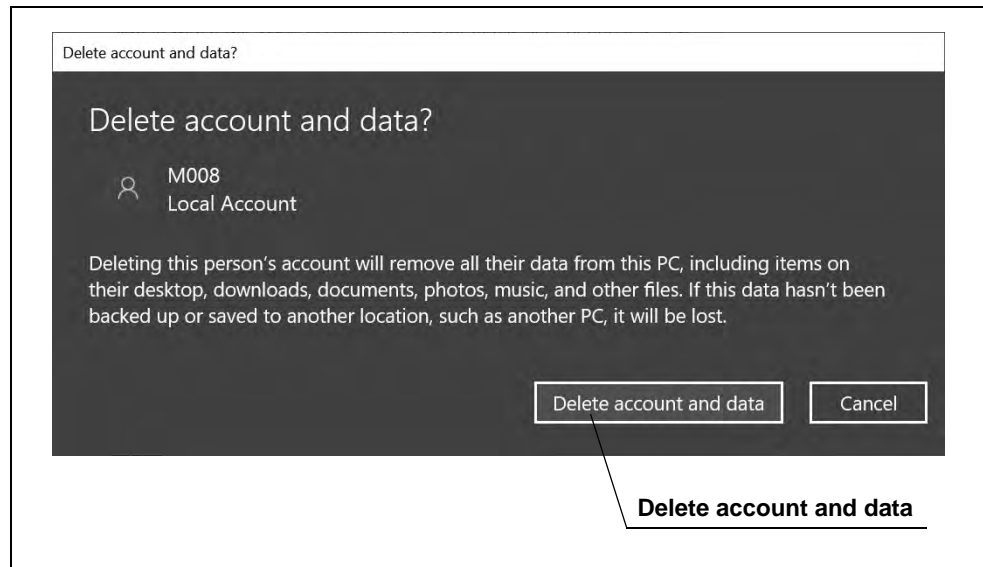 Delete account and data?
Delete account and data?
M008
Local Account
Deleting this person's account will remove all their data from this PC, including items on
their desktop, downloads, documents, photos, music, and other files. If this data hasn't been
backed up or saved to another location, such as another PC, it will be lost.
Delete account and data
Cancel
Delete account and data